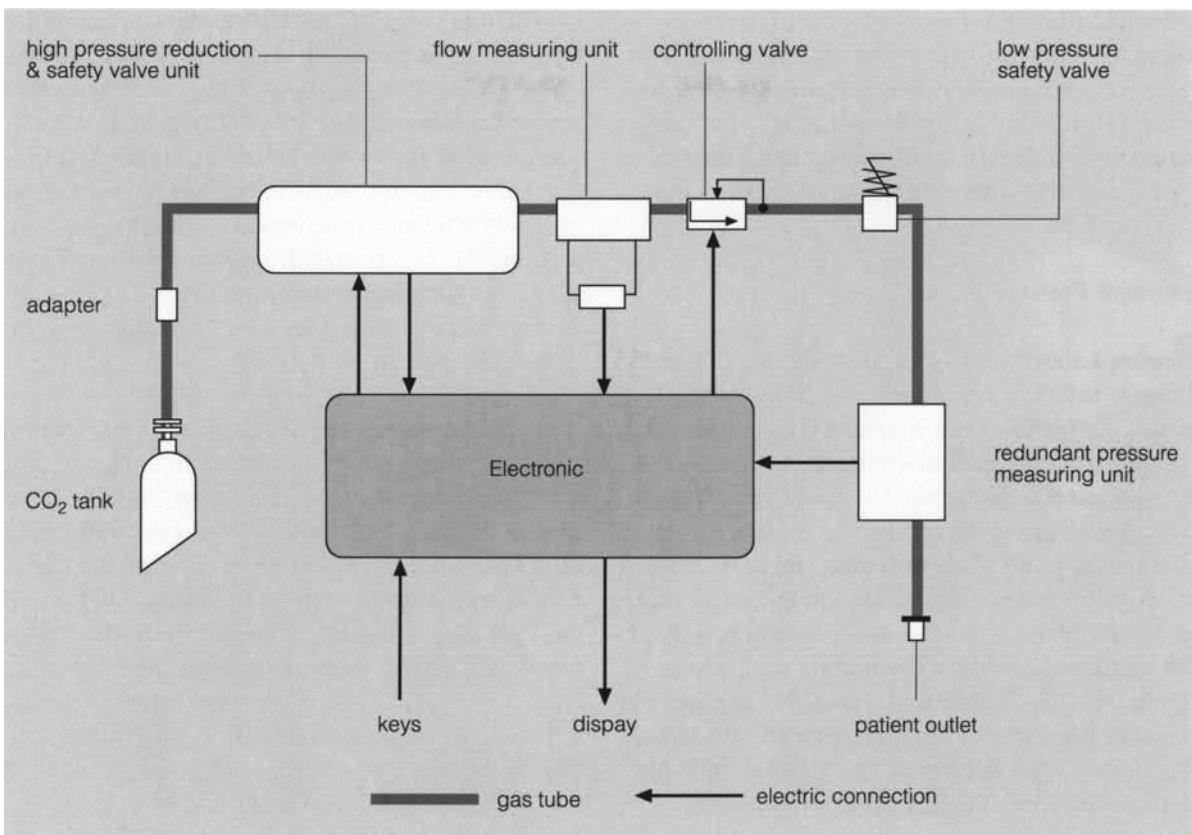 high pressure reduction
& safety valve unit
flow measuring unit
controlling valve
low pressure
safety valve
adapter
CO₂ tank
Electronic
redundant pressure
measuring unit
keys
dispay
patient outlet
gas tube
electric connection